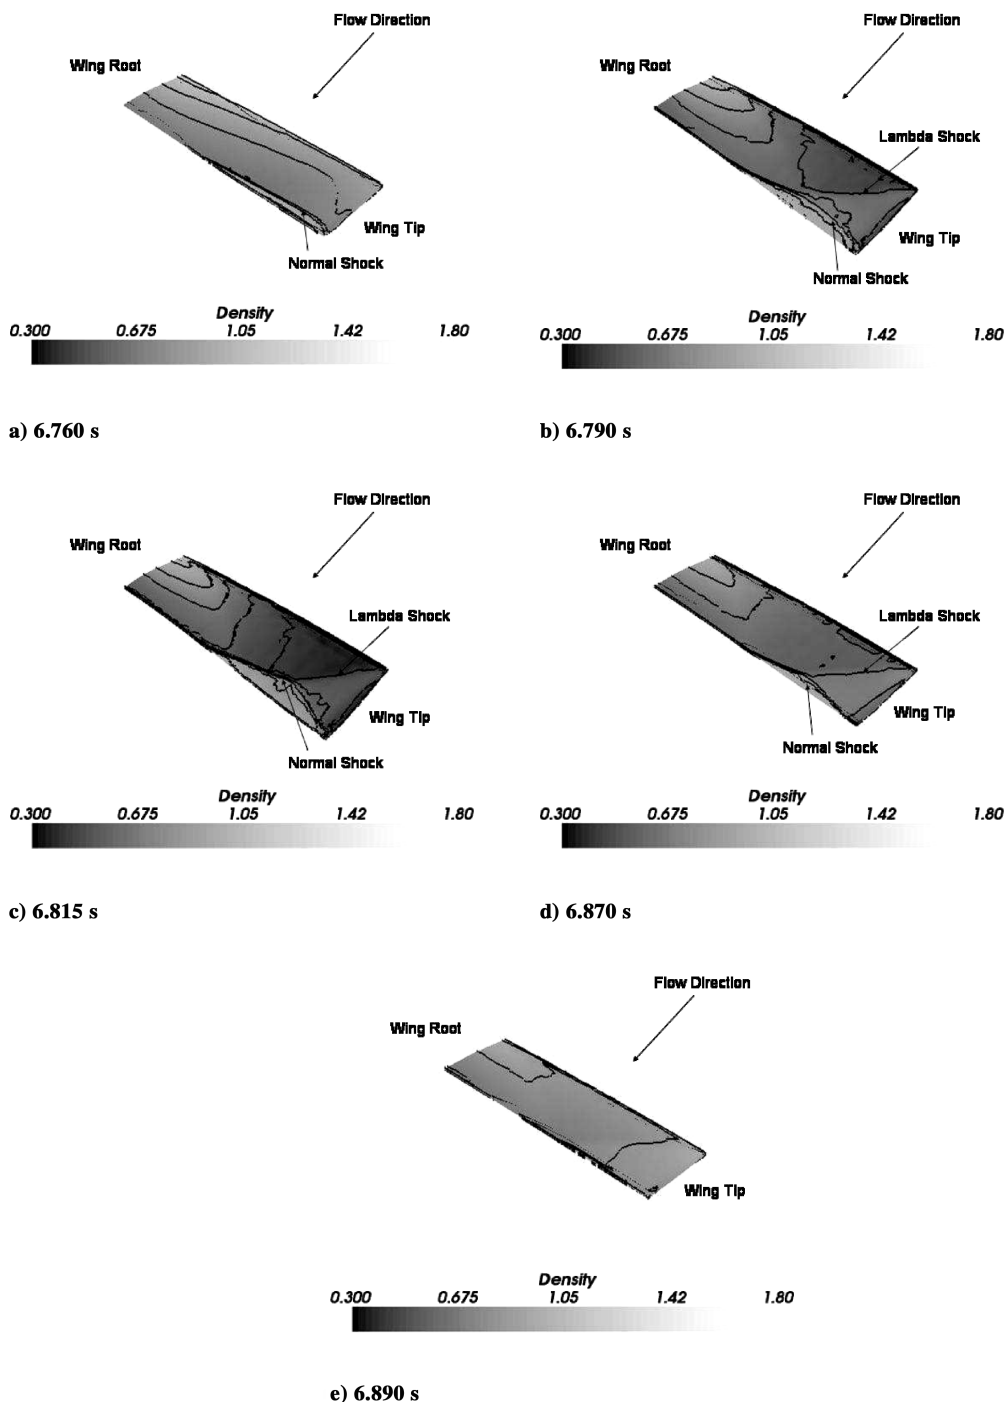 Flow Direction
Wing Root
Wing Tip
Normal Shock
Density
0.300 0.675 1.05 1.42 1.80
a) 6.760 s
Flow Direction
Wing Root
Lambda Shock
Wing Tip
Normal Shock
Density
0.300 0.675 1.05 1.42 1.80
b) 6.790 s
Flow Direction
Wing Root
Lambda Shock
Wing Tip
Normal Shock
Density
0.300 0.675 1.05 1.42 1.80
c) 6.815 s
Flow Direction
Wing Root
Lambda Shock
Wing Tip
Normal Shock
Density
0.300 0.675 1.05 1.42 1.80
d) 6.870 s
Flow Direction
Wing Root
Wing Tip
Density
0.300 0.675 1.05 1.42 1.80
e) 6.890 s